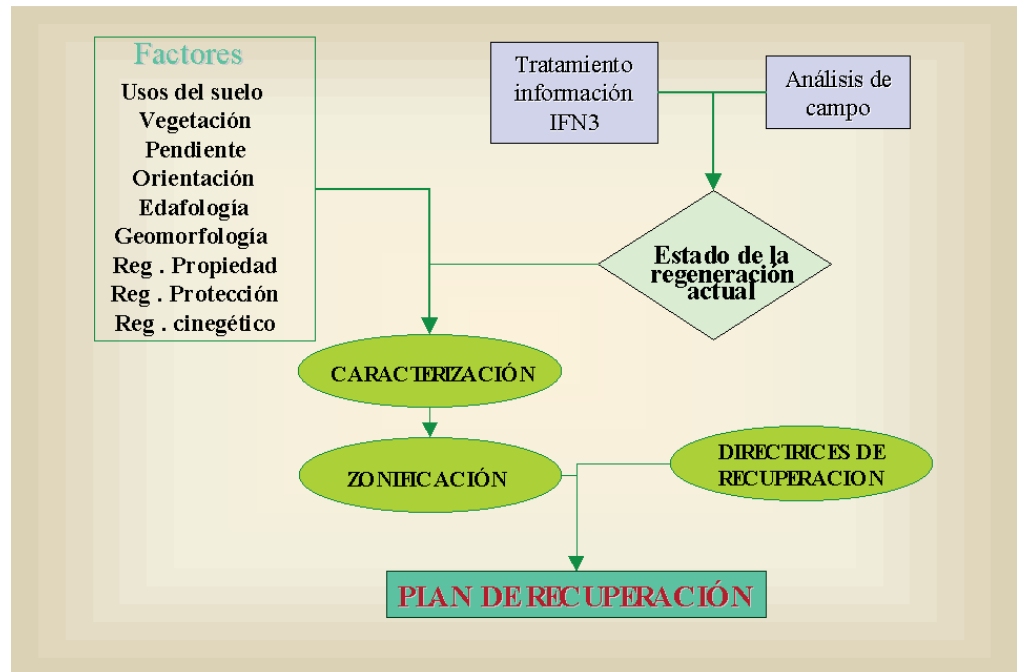 Factores
Usos del suelo
Vegetación
Pendiente
Orientación
Edafología
Geomorfología
Reg . Propiedad
Reg . Protección
Reg . cinegético
Tratamiento
información
IFN3
Análisis de
campo
Estado de la
regeneración
actual
CARACTERIZACIÓN
ZONIFICACIÓN
DIRECTRICES DE
RECUPERACION
PLAN DE RECUPERACIÓN